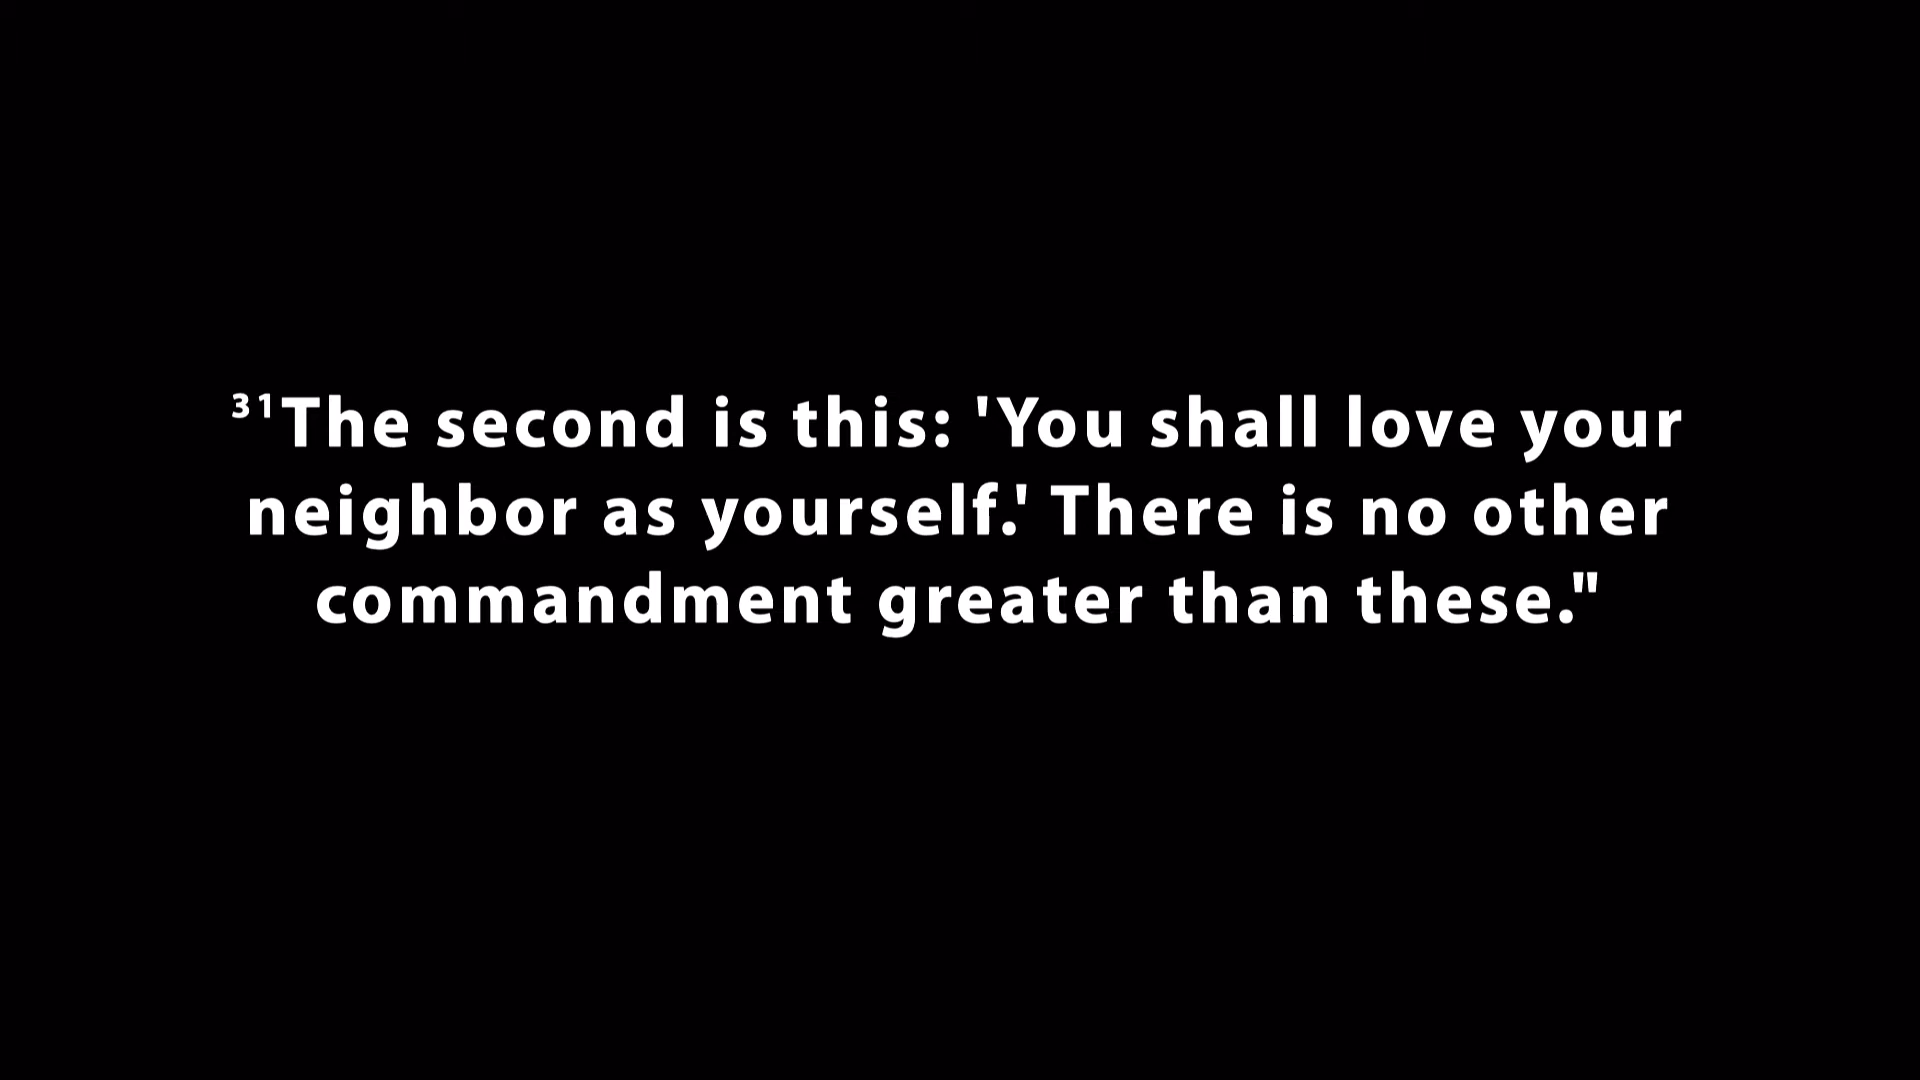 ³¹The second is this: 'You shall love your
neighbor as yourself.' There is no other
commandment greater than these."